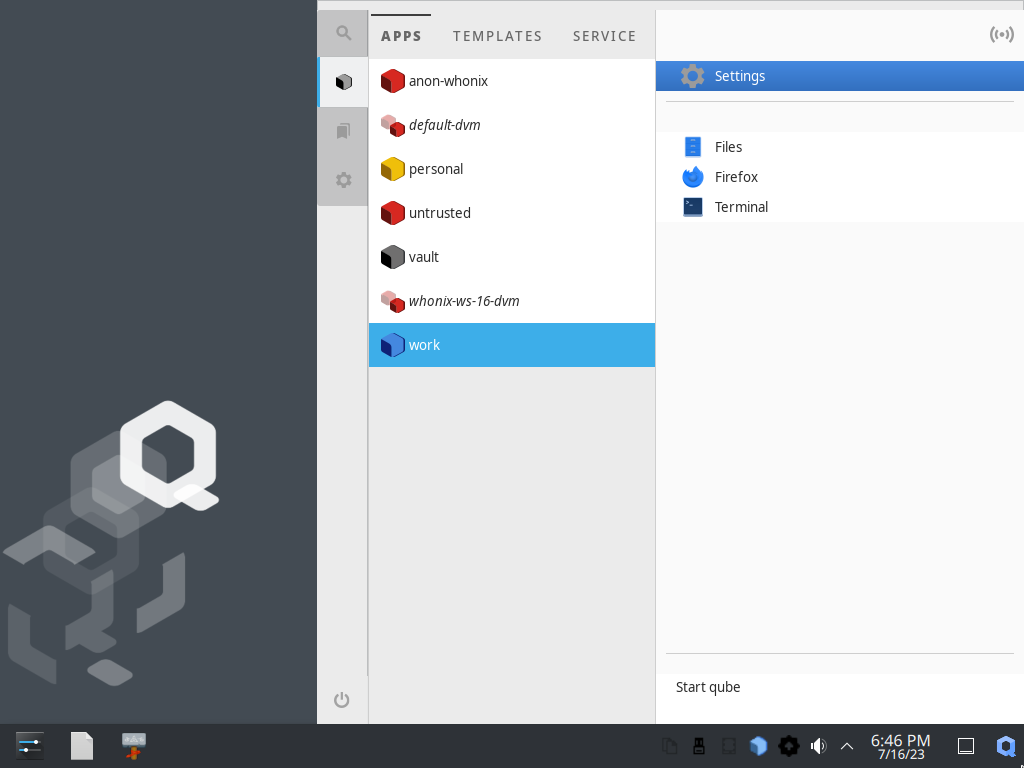 APPS TEMPLATES SERVICE
anon-whonix
default-dvm
personal
untrusted
vault
whonix-ws-16-dvm
work
Settings
Files
Firefox
Terminal
Start qube
6:46 PM
7/16/23